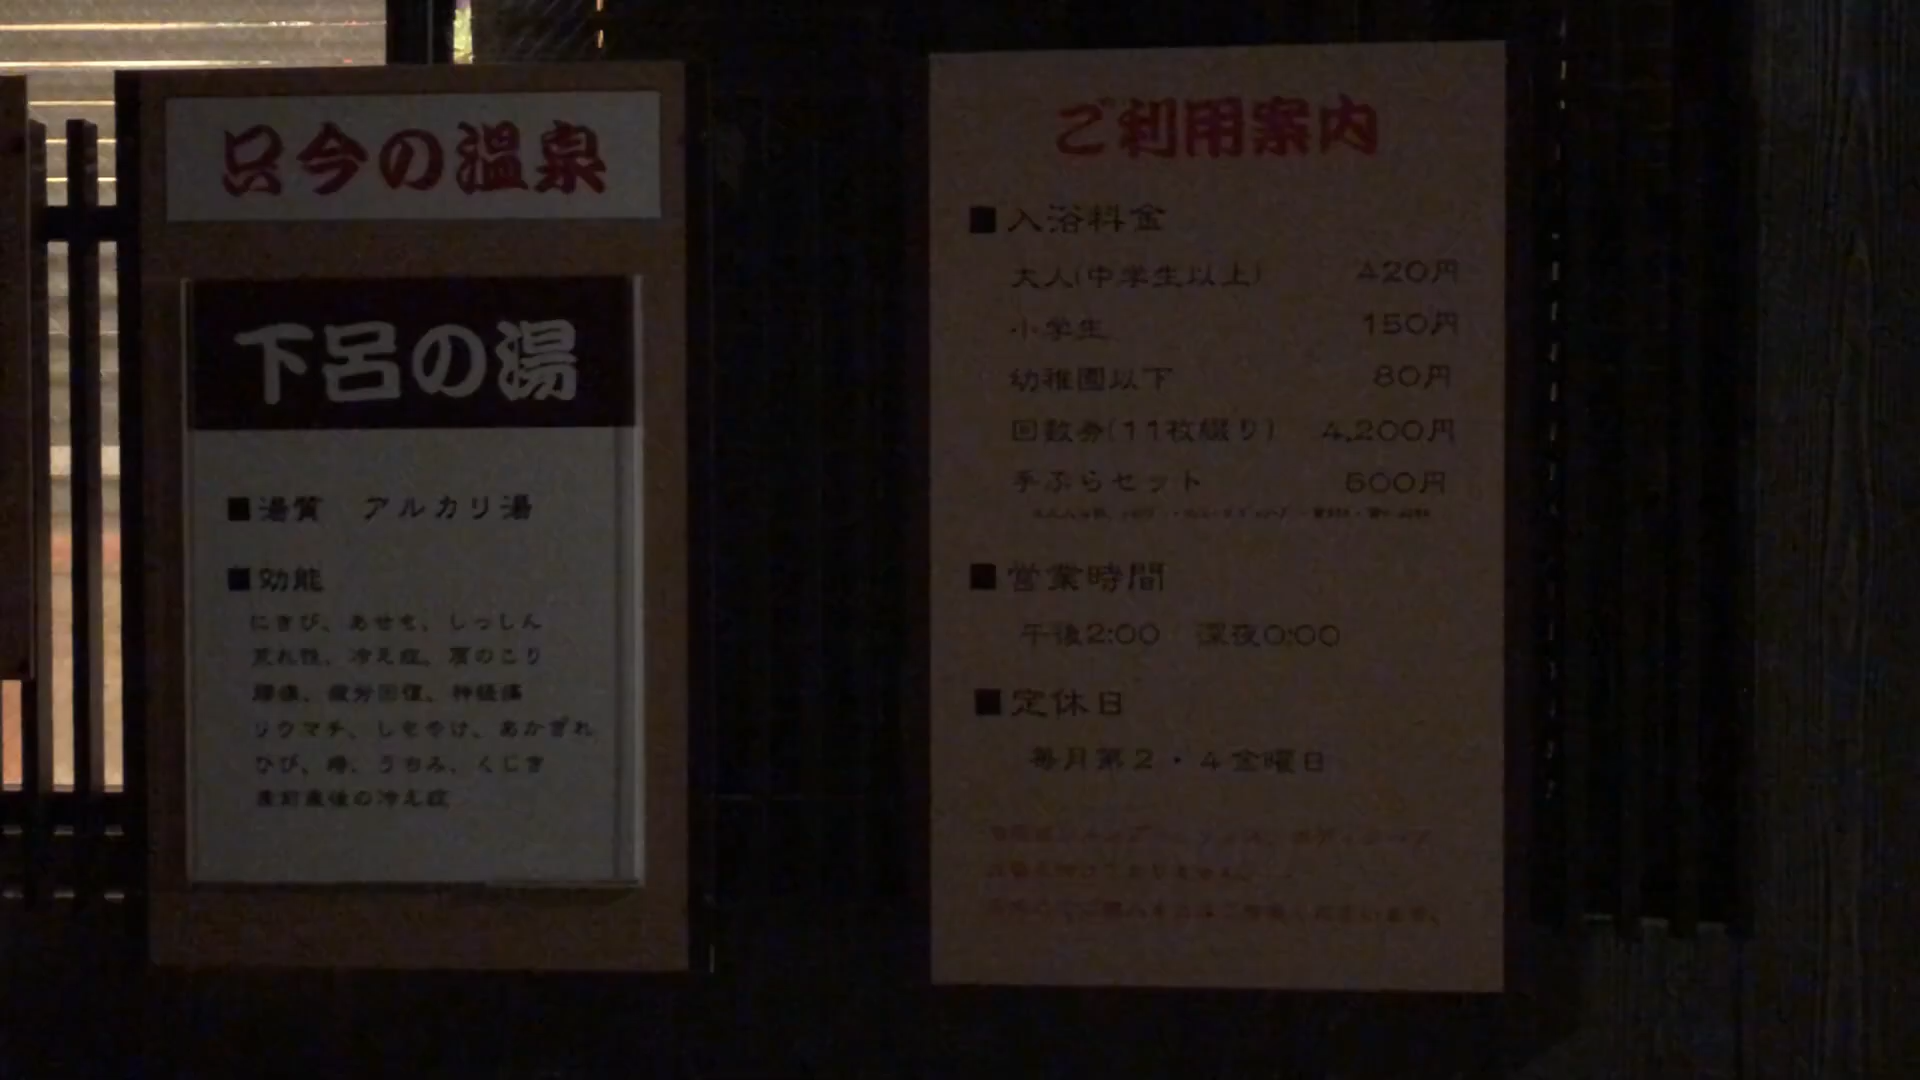 只今の温泉
下呂の湯
■湯質 アルカリ湯
■効能
にきび、あせも、しっしん
荒れ性、冷え症、肩のこり
腰痛、疲労回復、神経痛
リウマチ、しもやけ、あかぎれ
ひび、痔、うちみ、くじき
産前産後の冷え症
ご利用案内
■入浴料金
大人(中学生以上) 420円
小学生 150円
幼稚園以下 80円
回数券(11枚綴り) 4,200円
手ぶらセット 500円
■営業時間
午後2:00 深夜0:00
■定休日
毎月第2・4金曜日